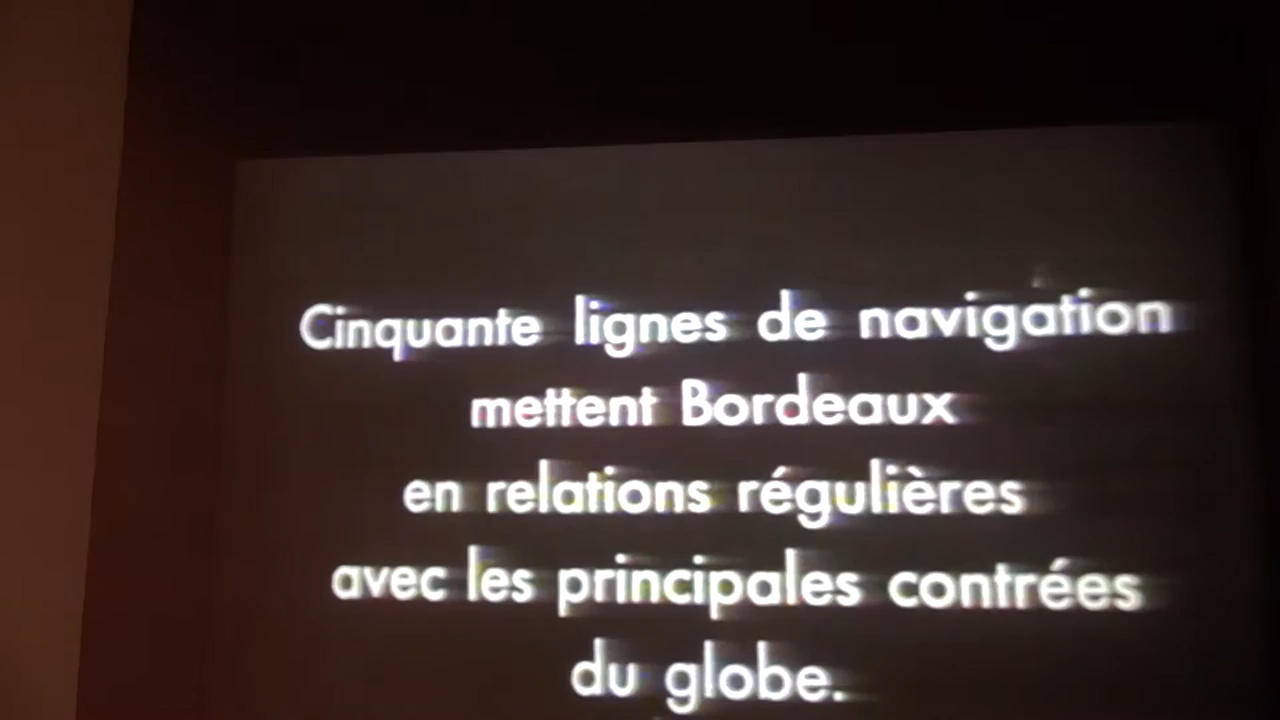 Cinquante lignes de navigation
mettent Bordeaux
en relations régulières
avec les principales contrées
du globe.